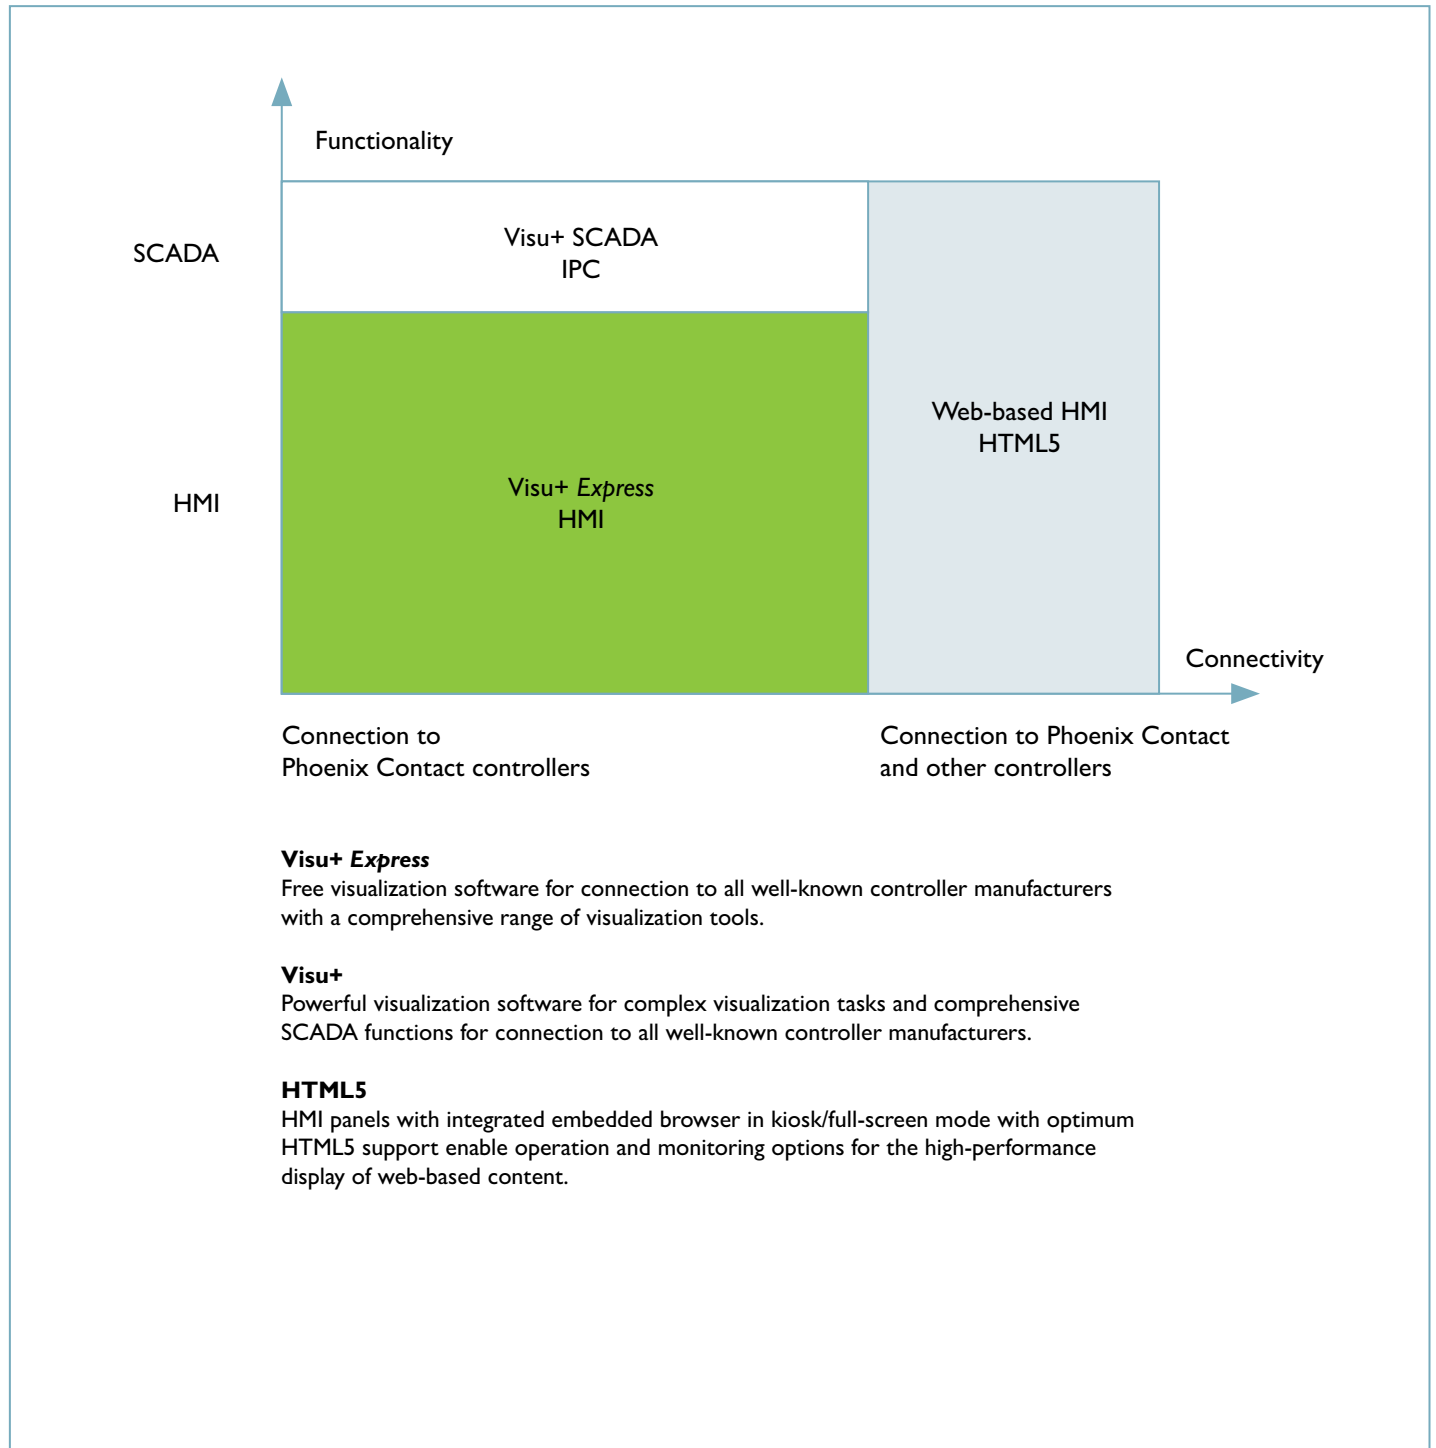 Functionality
SCADA
Visu+ SCADA
IPC
Web-based HMI
HTML5
HMI
Visu+ Express
HMI
Connectivity
Connection to
Phoenix Contact controllers
Connection to Phoenix Contact
and other controllers
Visu+ Express
Free visualization software for connection to all well-known controller manufacturers
with a comprehensive range of visualization tools.
Visu+
Powerful visualization software for complex visualization tasks and comprehensive
SCADA functions for connection to all well-known controller manufacturers.
HTML5
HMI panels with integrated embedded browser in kiosk/full-screen mode with optimum
HTML5 support enable operation and monitoring options for the high-performance
display of web-based content.